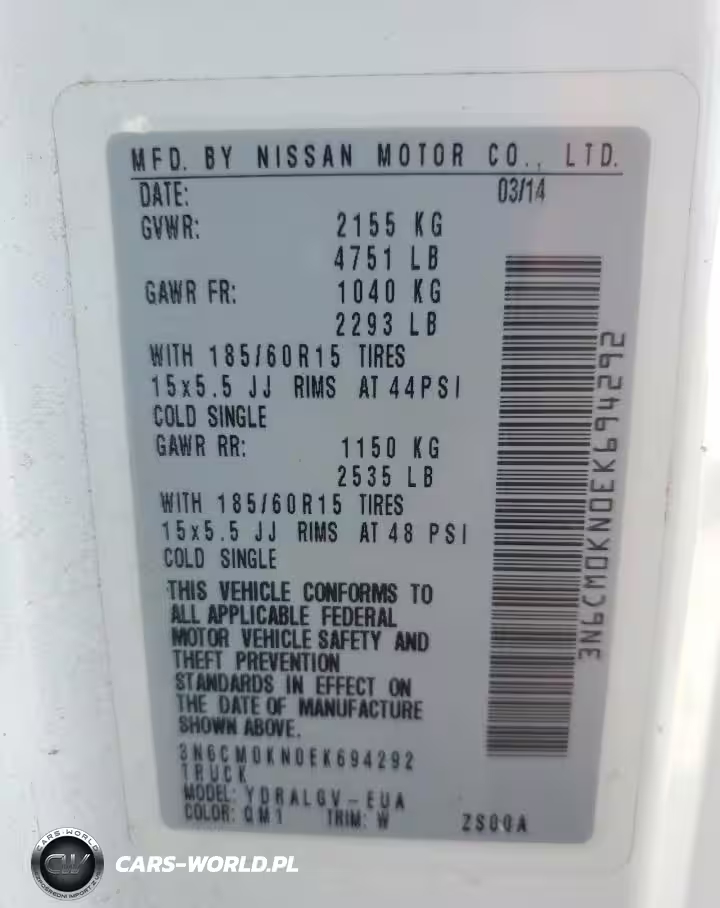 MFD. BY NISSAN MOTOR CO., LTD.
DATE: 03/14
GVWR: 2155 KG
4751 LB
GAWR FR: 1040 KG
2293 LB
WITH 185/60R15 TIRES
15x5.5 JJ RIMS AT 44PSI
COLD SINGLE
GAWR RR: 1150 KG
2535 LB
WITH 185/60R15 TIRES
15x5.5 JJ RIMS AT 48 PSI
COLD SINGLE
THIS VEHICLE CONFORMS TO
ALL APPLICABLE FEDERAL
MOTOR VEHICLE SAFETY AND
THEFT PREVENTION
STANDARDS IN EFFECT ON
THE DATE OF MANUFACTURE
SHOWN ABOVE.
3N6CM0KN0EK694292
TRUCK
MODEL: YDRALGV-EUA
COLOR: QM1 TRIM: W ZS00A
3N6CM0KN0EK694292
CARS-WORLD
CW
CARS-WORLD.PL